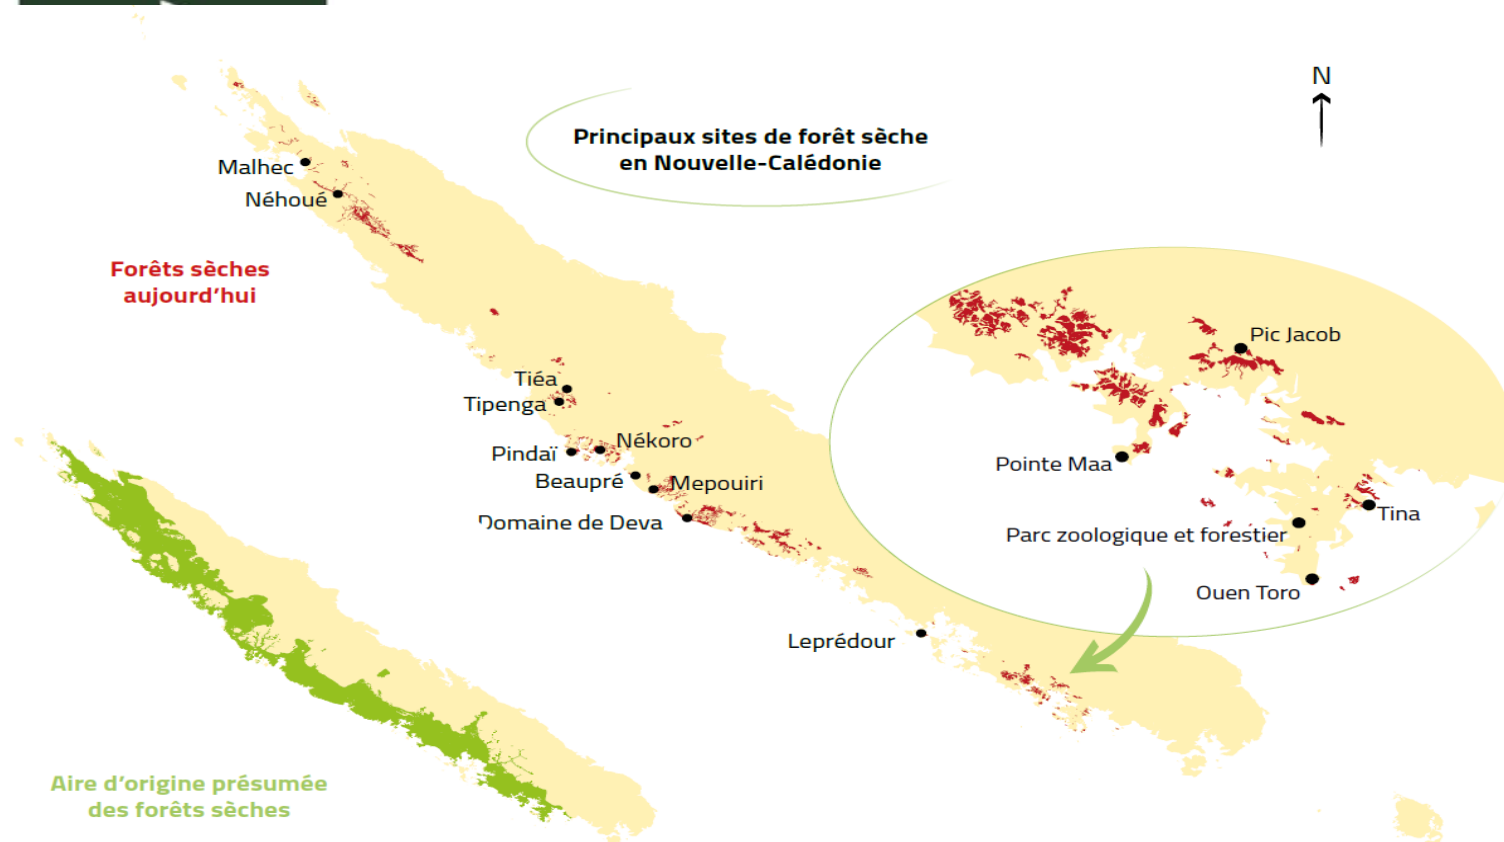 N
Principaux sites de forêt sèche
en Nouvelle-Calédonie
Malhec
Néhoué
Forêts sèches
aujourd'hui
Pic Jacob
Tiéa
Tipenga
Nékoro
Pindaï
Pointe Maa
Beaupré
Mepouiri
Tina
Domaine de Deva
Parc zoologique et forestier
Ouen Toro
Leprédour
Aire d'origine présumée
des forêts sèches